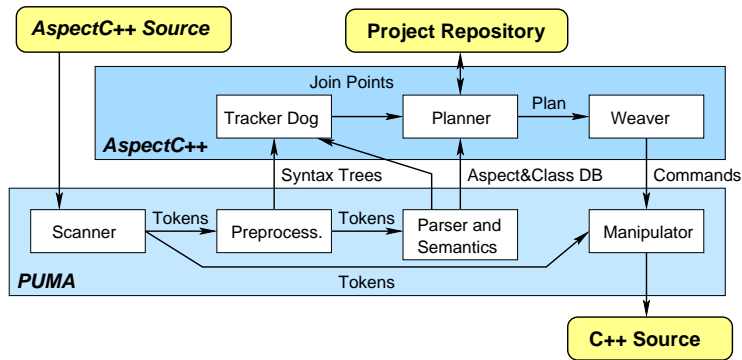 AspectC++ Source
Project Repository
Join Points
Tracker Dog
Planner
Plan
Weaver
AspectC++
Syntax Trees
Aspect&Class DB
Commands
Scanner
Tokens
Preprocess.
Tokens
Parser and
Semantics
Manipulator
PUMA
Tokens
C++ Source